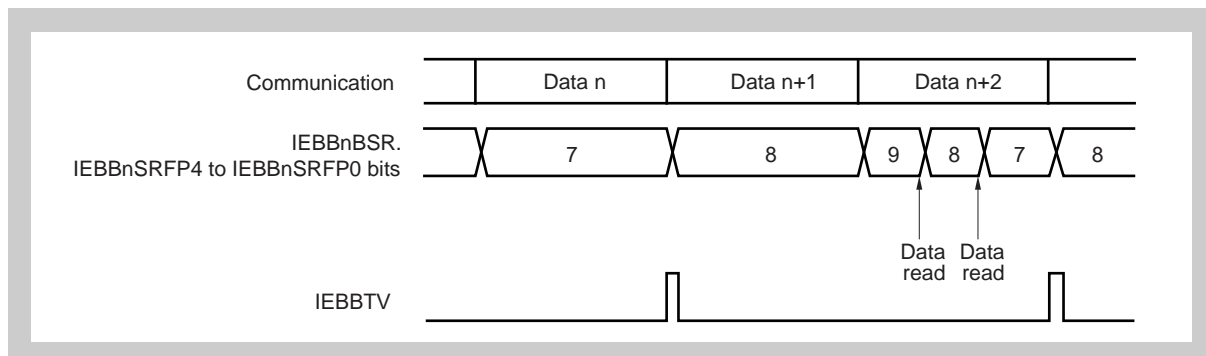 Communication
Data n
Data n+1
Data n+2
IEBBnBSR.
IEBBnSRFP4 to IEBBnSRFP0 bits
7
8
9
8
7
8
Data
read
Data
read
IEBBTV